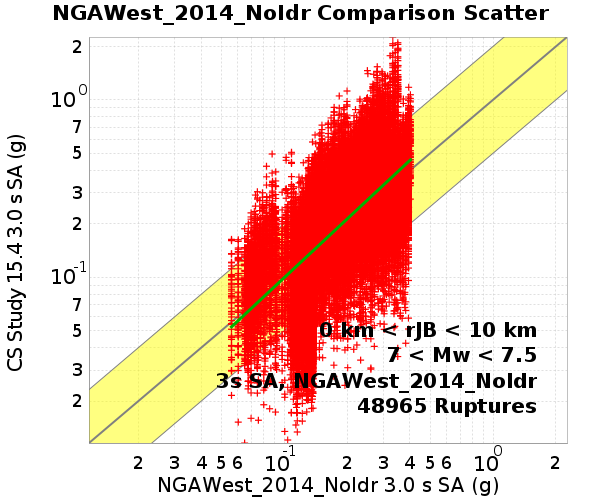 NGAWest_2014_NoIdr Comparison Scatter
CS Study 15.4 3.0 s SA (g)
2
10^0
7
5
3
2
10^-1
7
5
3
2
0 km < rJB < 10 km
7 < Mw < 7.5
3s SA, NGAWest_2014_NoIdr
48965 Ruptures
2 3 4 5 6 10^-1 2 3 4 5 6 10^0 2
NGAWest_2014_NoIdr 3.0 s SA (g)